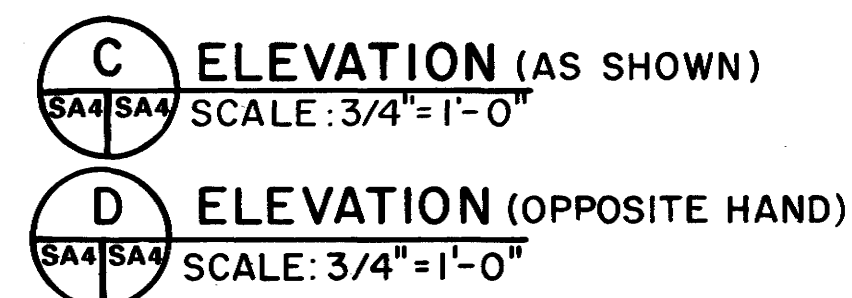 C ELEVATION (AS SHOWN)
SA4 SA4 SCALE: 3/4"=1'-0"
D ELEVATION (OPPOSITE HAND)
SA4 SA4 SCALE: 3/4"=1'-0"